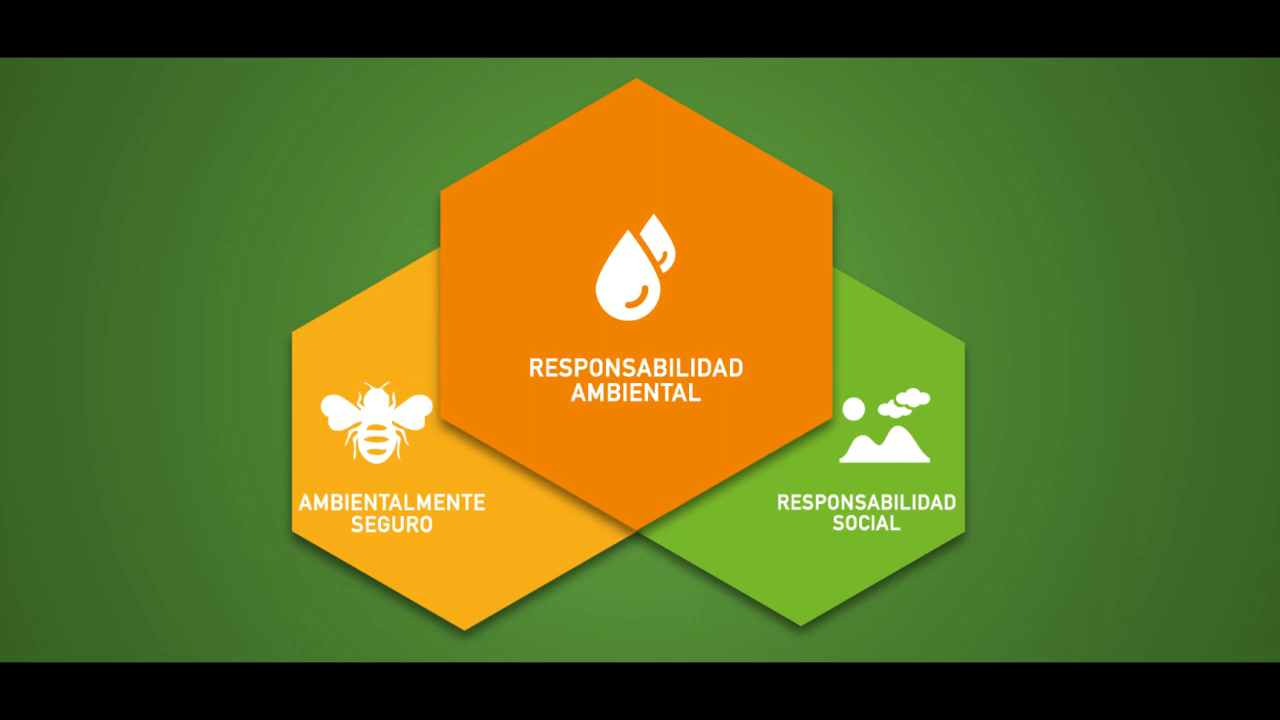 RESPONSABILIDAD
AMBIENTAL
AMBIENTALMENTE
SEGURO
RESPONSABILIDAD
SOCIAL